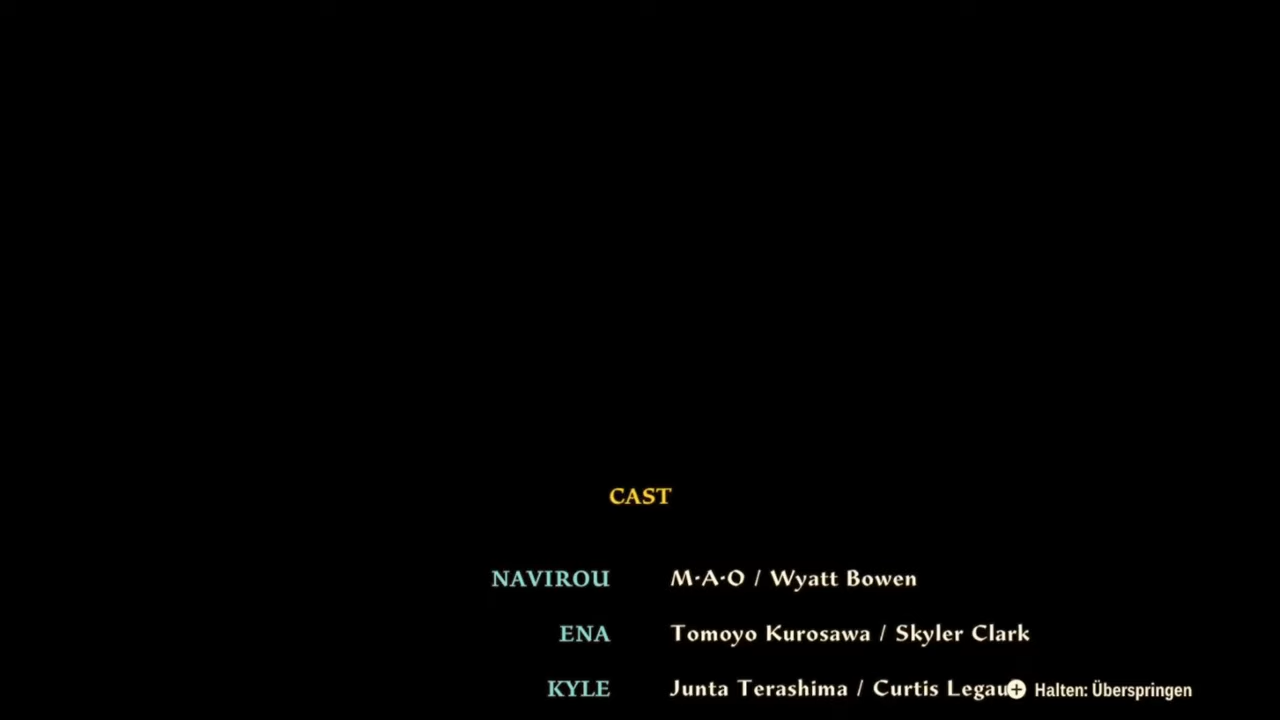 CAST
NAVIROU M·A·O / Wyatt Bowen
ENA Tomoyo Kurosawa / Skyler Clark
KYLE Junta Terashima / Curtis Legau
Halten: Überspringen